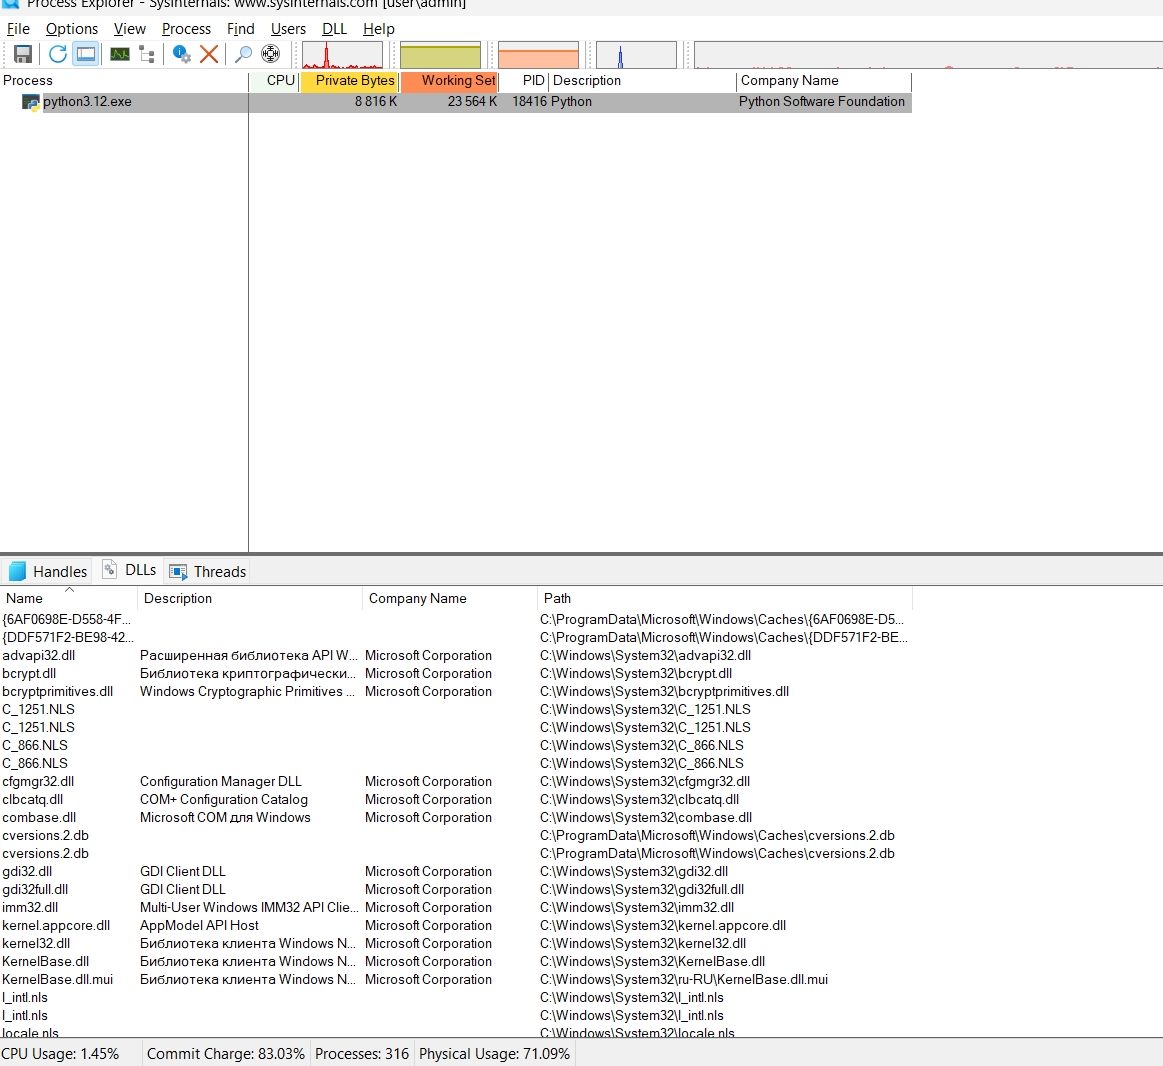 Process Explorer - Sysinternals: www.sysinternals.com [user\admin]
File Options View Process Find Users DLL Help
Process CPU Private Bytes Working Set PID Description Company Name
python3.12.exe 8 816 K 23 564 K 18416 Python Python Software Foundation
Handles DLLs Threads
Name Description Company Name Path
{6AF0698E-D558-4F... C:\ProgramData\Microsoft\Windows\Caches\{6AF0698E-D5...
{DDF571F2-BE98-42... C:\ProgramData\Microsoft\Windows\Caches\{DDF571F2-BE...
advapi32.dll Расширенная библиотека API W... Microsoft Corporation C:\Windows\System32\advapi32.dll
bcrypt.dll Библиотека криптографически... Microsoft Corporation C:\Windows\System32\bcrypt.dll
bcryptprimitives.dll Windows Cryptographic Primitives ... Microsoft Corporation C:\Windows\System32\bcryptprimitives.dll
C_1251.NLS C:\Windows\System32\C_1251.NLS
C_1251.NLS C:\Windows\System32\C_1251.NLS
C_866.NLS C:\Windows\System32\C_866.NLS
C_866.NLS C:\Windows\System32\C_866.NLS
cfgmgr32.dll Configuration Manager DLL Microsoft Corporation C:\Windows\System32\cfgmgr32.dll
clbcatq.dll COM+ Configuration Catalog Microsoft Corporation C:\Windows\System32\clbcatq.dll
combase.dll Microsoft COM для Windows Microsoft Corporation C:\Windows\System32\combase.dll
cversions.2.db C:\ProgramData\Microsoft\Windows\Caches\cversions.2.db
cversions.2.db C:\ProgramData\Microsoft\Windows\Caches\cversions.2.db
gdi32.dll GDI Client DLL Microsoft Corporation C:\Windows\System32\gdi32.dll
gdi32full.dll GDI Client DLL Microsoft Corporation C:\Windows\System32\gdi32full.dll
imm32.dll Multi-User Windows IMM32 API Clie... Microsoft Corporation C:\Windows\System32\imm32.dll
kernel.appcore.dll AppModel API Host Microsoft Corporation C:\Windows\System32\kernel.appcore.dll
kernel32.dll Библиотека клиента Windows N... Microsoft Corporation C:\Windows\System32\kernel32.dll
KernelBase.dll Библиотека клиента Windows N... Microsoft Corporation C:\Windows\System32\KernelBase.dll
KernelBase.dll.mui Библиотека клиента Windows N... Microsoft Corporation C:\Windows\System32\ru-RU\KernelBase.dll.mui
l_intl.nls C:\Windows\System32\l_intl.nls
l_intl.nls C:\Windows\System32\l_intl.nls
locale.nls C:\Windows\System32\locale.nls
CPU Usage: 1.45% Commit Charge: 83.03% Processes: 316 Physical Usage: 71.09%